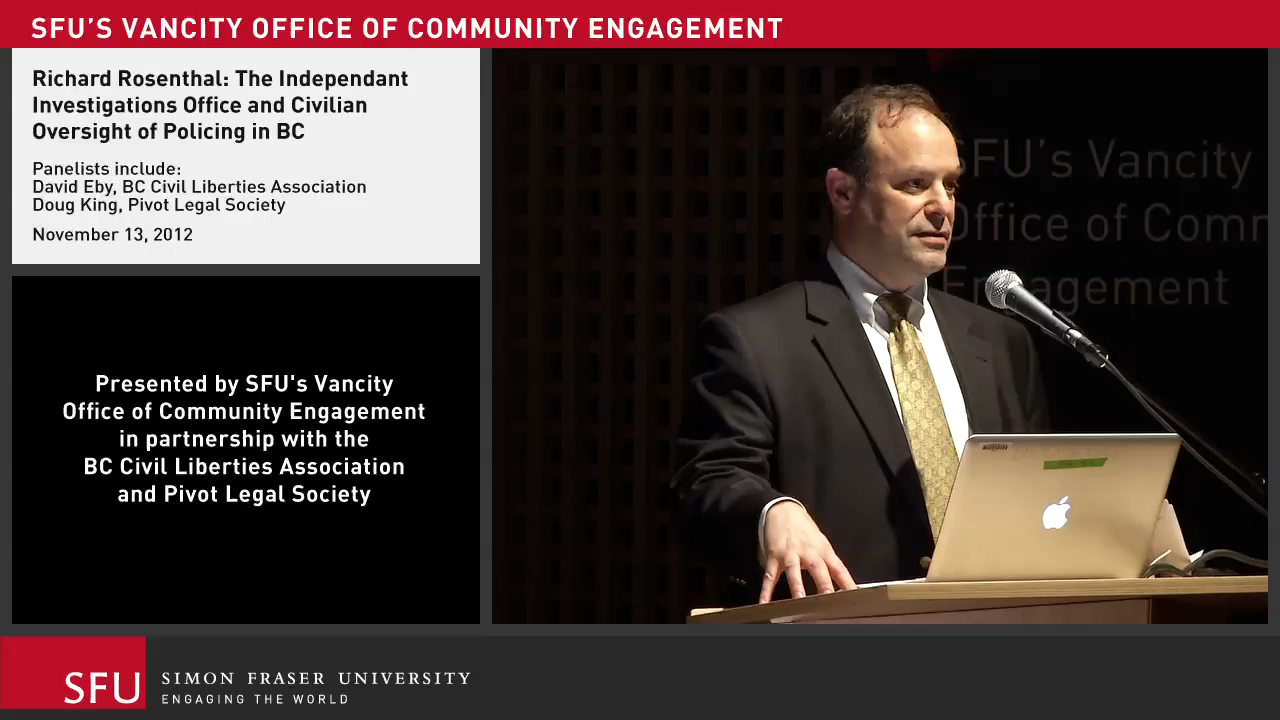 SFU'S VANCITY OFFICE OF COMMUNITY ENGAGEMENT
Richard Rosenthal: The Independant
Investigations Office and Civilian
Oversight of Policing in BC
Panelists include:
David Eby, BC Civil Liberties Association
Doug King, Pivot Legal Society
November 13, 2012
Presented by SFU's Vancity
Office of Community Engagement
in partnership with the
BC Civil Liberties Association
and Pivot Legal Society
SFU's Vancity
Office of Comm
Engagement
SFU SIMON FRASER UNIVERSITY
ENGAGING THE WORLD